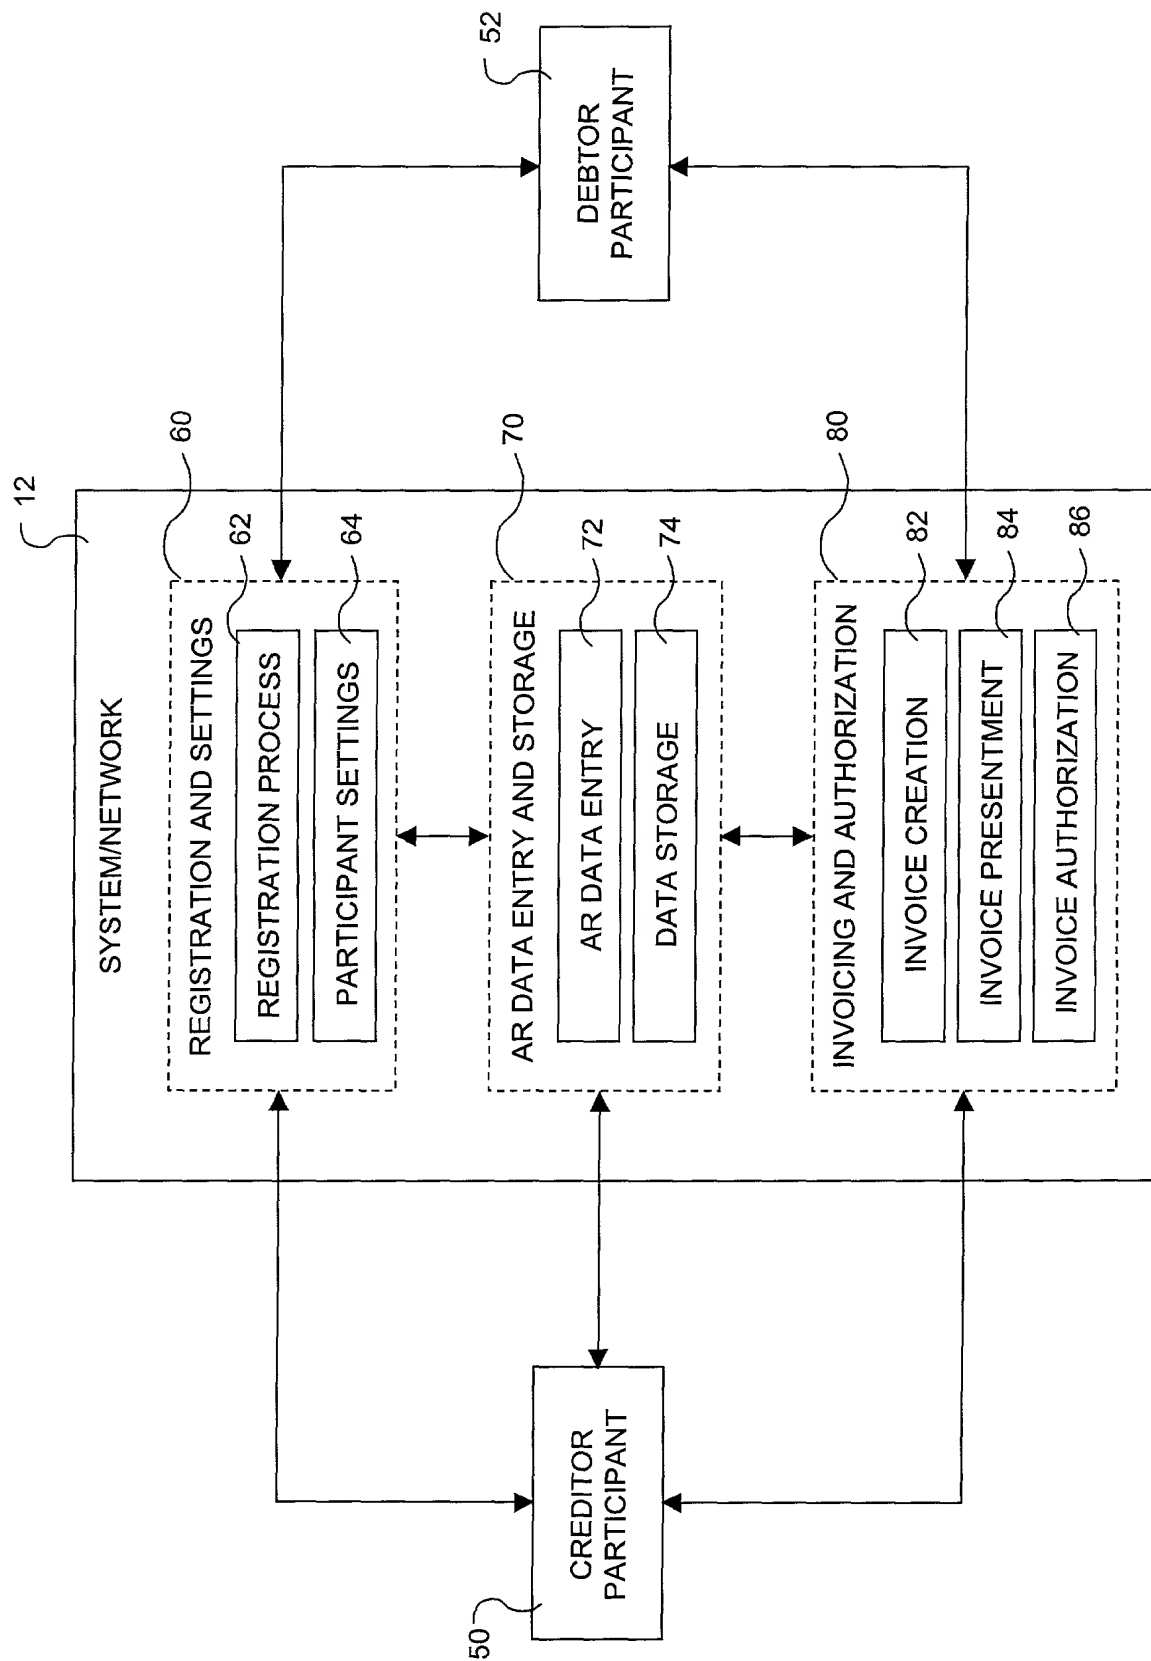 12
SYSTEM/NETWORK
60
REGISTRATION AND SETTINGS
62
REGISTRATION PROCESS
64
PARTICIPANT SETTINGS
50
CREDITOR
PARTICIPANT
70
AR DATA ENTRY AND STORAGE
72
AR DATA ENTRY
74
DATA STORAGE
52
DEBTOR
PARTICIPANT
80
INVOICING AND AUTHORIZATION
82
INVOICE CREATION
84
INVOICE PRESENTMENT
86
INVOICE AUTHORIZATION